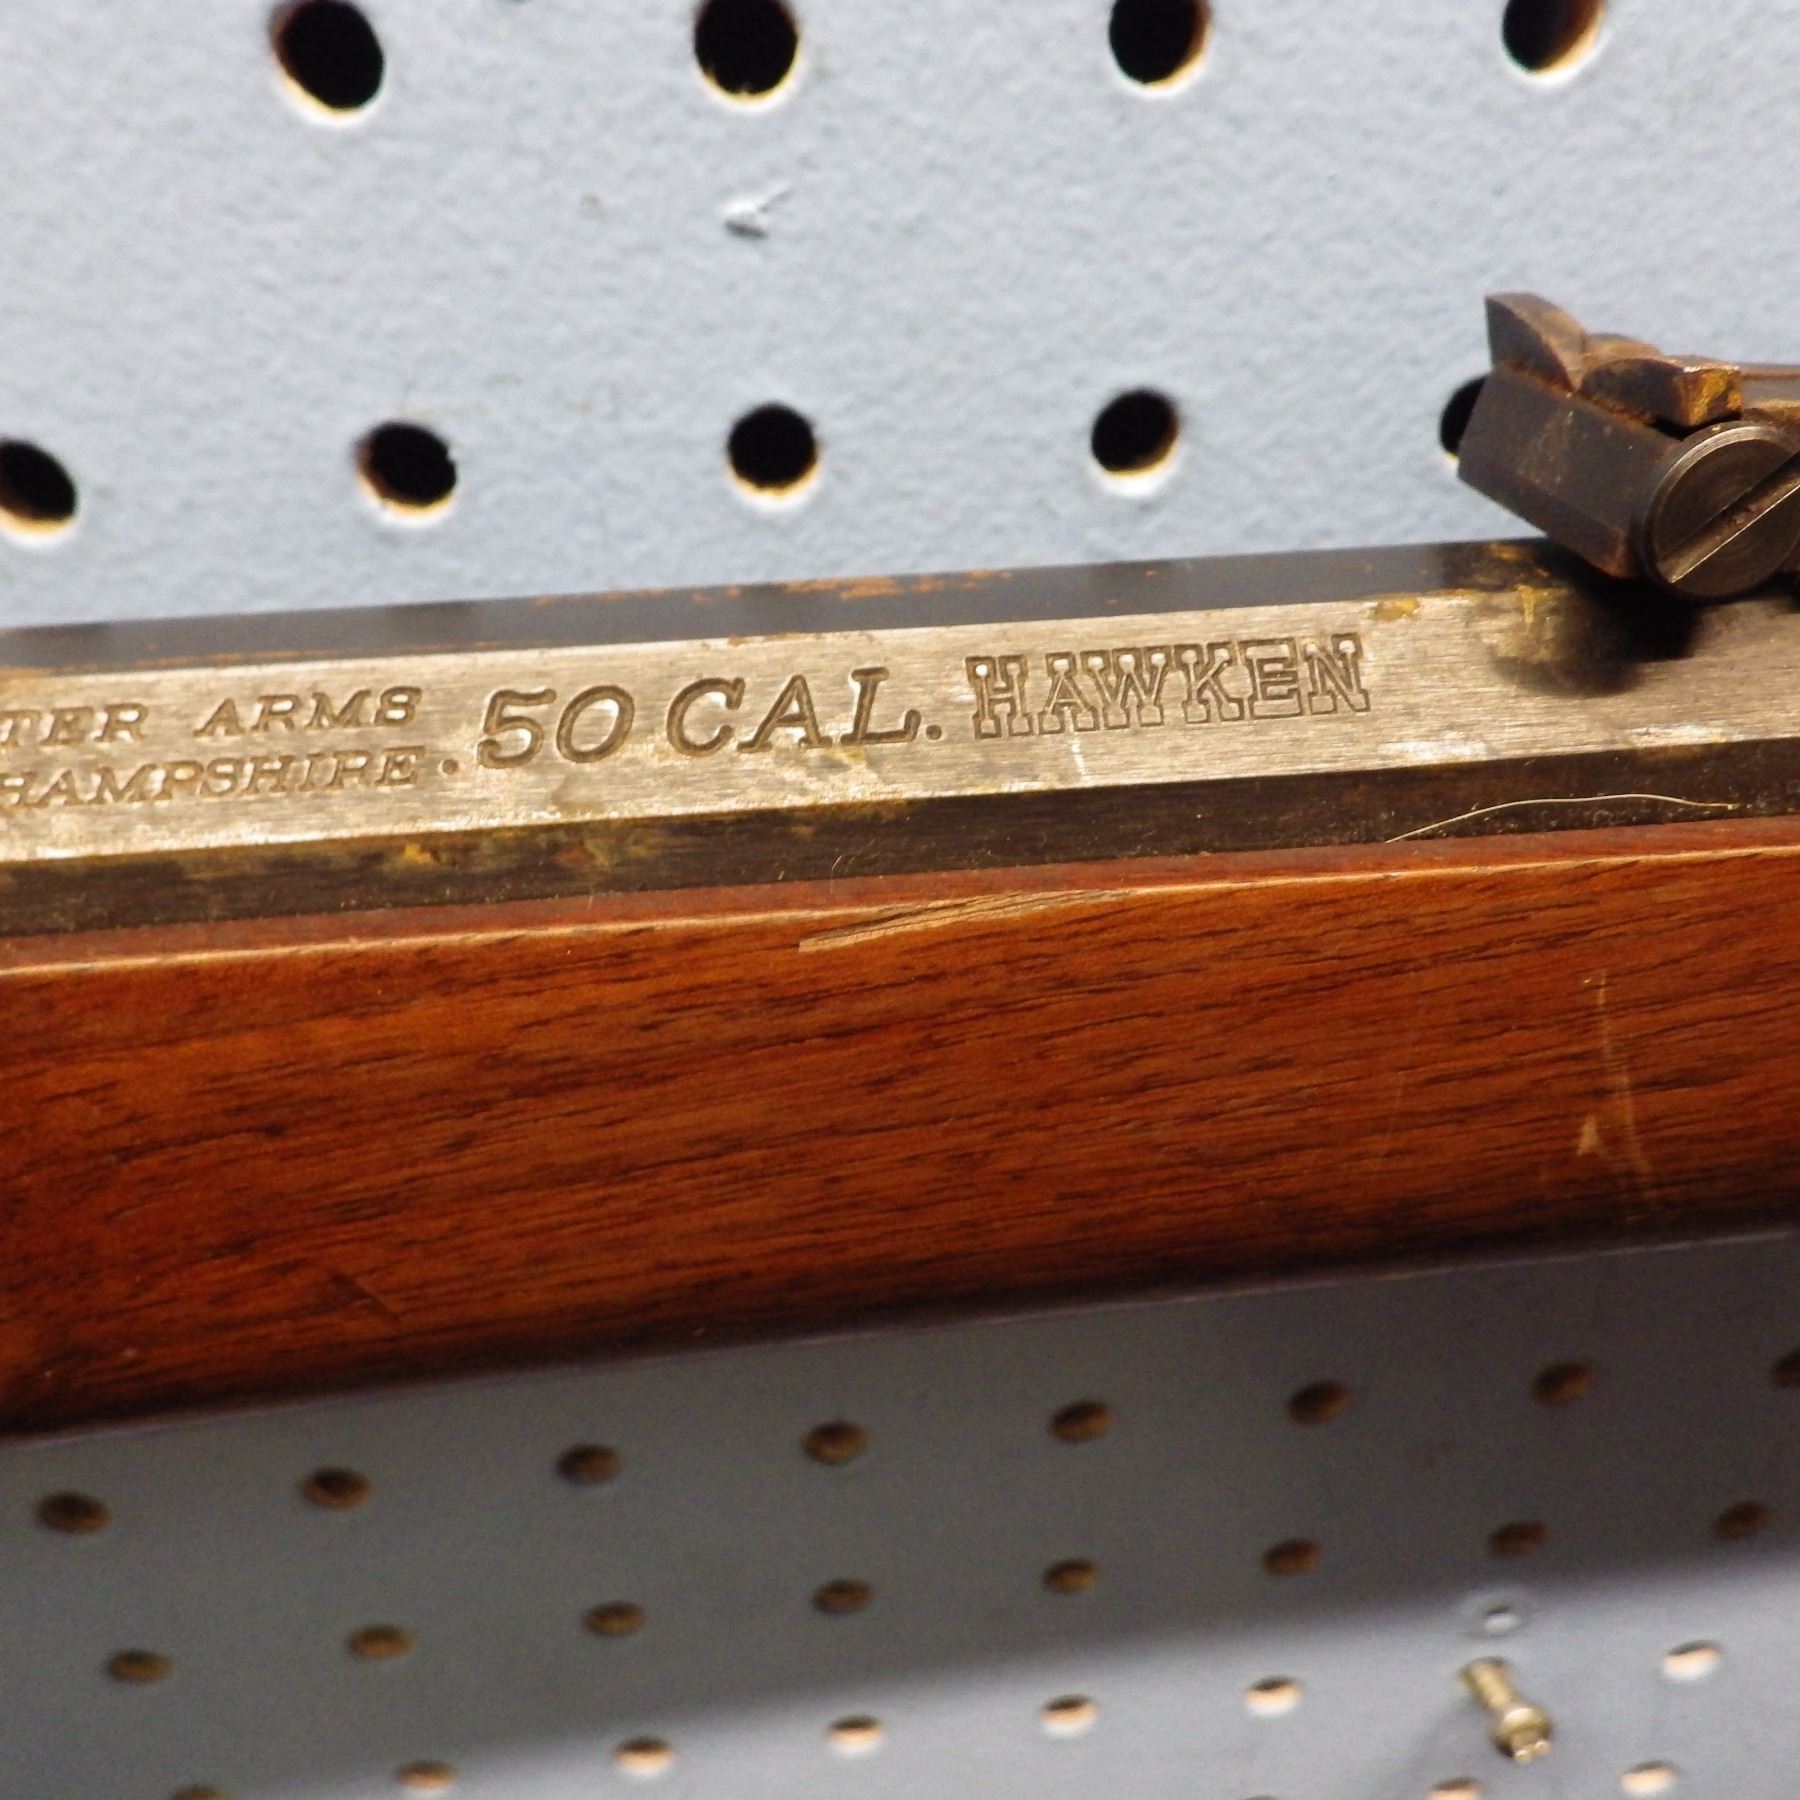 TER ARMS
HAMPSHIRE. .50 CAL. HAWKEN